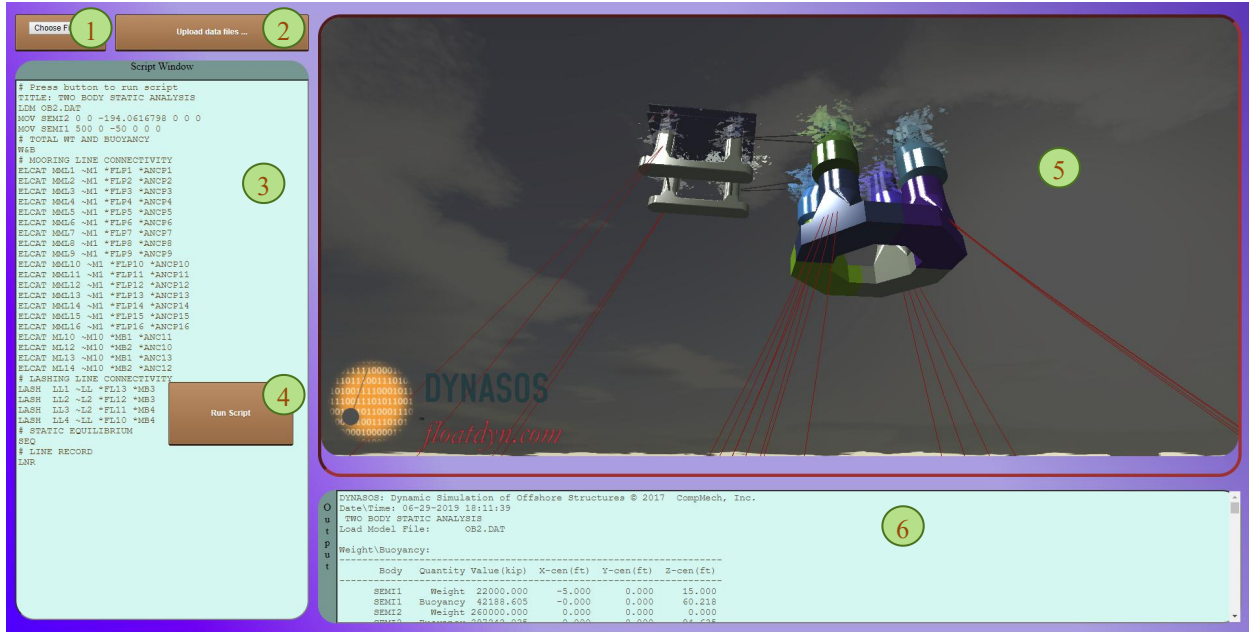 Choose F
1
Upload data files ...
2
Script Window
# Press button to run script
TITLE: TWO BODY STATIC ANALYSIS
LDM OB2.DAT
MOV SEMI2 0 0 -194.0616798 0 0 0
MOV SEMI1 500 0 -50 0 0 0
# TOTAL WT AND BUOYANCY
W&B
# MOORING LINE CONNECTIVITY
ELCAT MML1 ~M1 *FLP1 *ANCP1
ELCAT MML2 ~M1 *FLP2 *ANCP2
ELCAT MML3 ~M1 *FLP3 *ANCP3
ELCAT MML4 ~M1 *FLP4 *ANCP4
ELCAT MML5 ~M1 *FLP5 *ANCP5
ELCAT MML6 ~M1 *FLP6 *ANCP6
ELCAT MML7 ~M1 *FLP7 *ANCP7
ELCAT MML8 ~M1 *FLP8 *ANCP8
ELCAT MML9 ~M1 *FLP9 *ANCP9
ELCAT MML10 ~M1 *FLP10 *ANCP10
ELCAT MML11 ~M1 *FLP11 *ANCP11
ELCAT MML12 ~M1 *FLP12 *ANCP12
ELCAT MML13 ~M1 *FLP13 *ANCP13
ELCAT MML14 ~M1 *FLP14 *ANCP14
ELCAT MML15 ~M1 *FLP15 *ANCP15
ELCAT MML16 ~M1 *FLP16 *ANCP16
ELCAT ML10 ~M10 *MB1 *ANC11
ELCAT ML12 ~M10 *MB2 *ANC10
ELCAT ML13 ~M10 *MB1 *ANC13
ELCAT ML14 ~M10 *MB2 *ANC12
# LASHING LINE CONNECTIVITY
LASH LL1 ~LL *FL13 *MB3
LASH LL2 ~L2 *FL12 *MB3
LASH LL3 ~L2 *FL11 *MB4
LASH LL4 ~LL *FL10 *MB4
# STATIC EQUILIBRIUM
SEQ
# LINE RECORD
LNR
3
Run Script
4
5
DYNASOS
floatdyn.com
Output
DYNASOS: Dynamic Simulation of Offshore Structures © 2017 CompMech, Inc.
Date\Time: 06-29-2019 18:11:39
TWO BODY STATIC ANALYSIS
Load Model File: OB2.DAT
Weight\Buoyancy:
Body Quantity Value(kip) X-cen(ft) Y-cen(ft) Z-cen(ft)
SEMI1 Weight 22000.000 -5.000 0.000 15.000
SEMI1 Buoyancy 42188.605 -0.000 0.000 60.218
SEMI2 Weight 260000.000 0.000 0.000 0.000
6